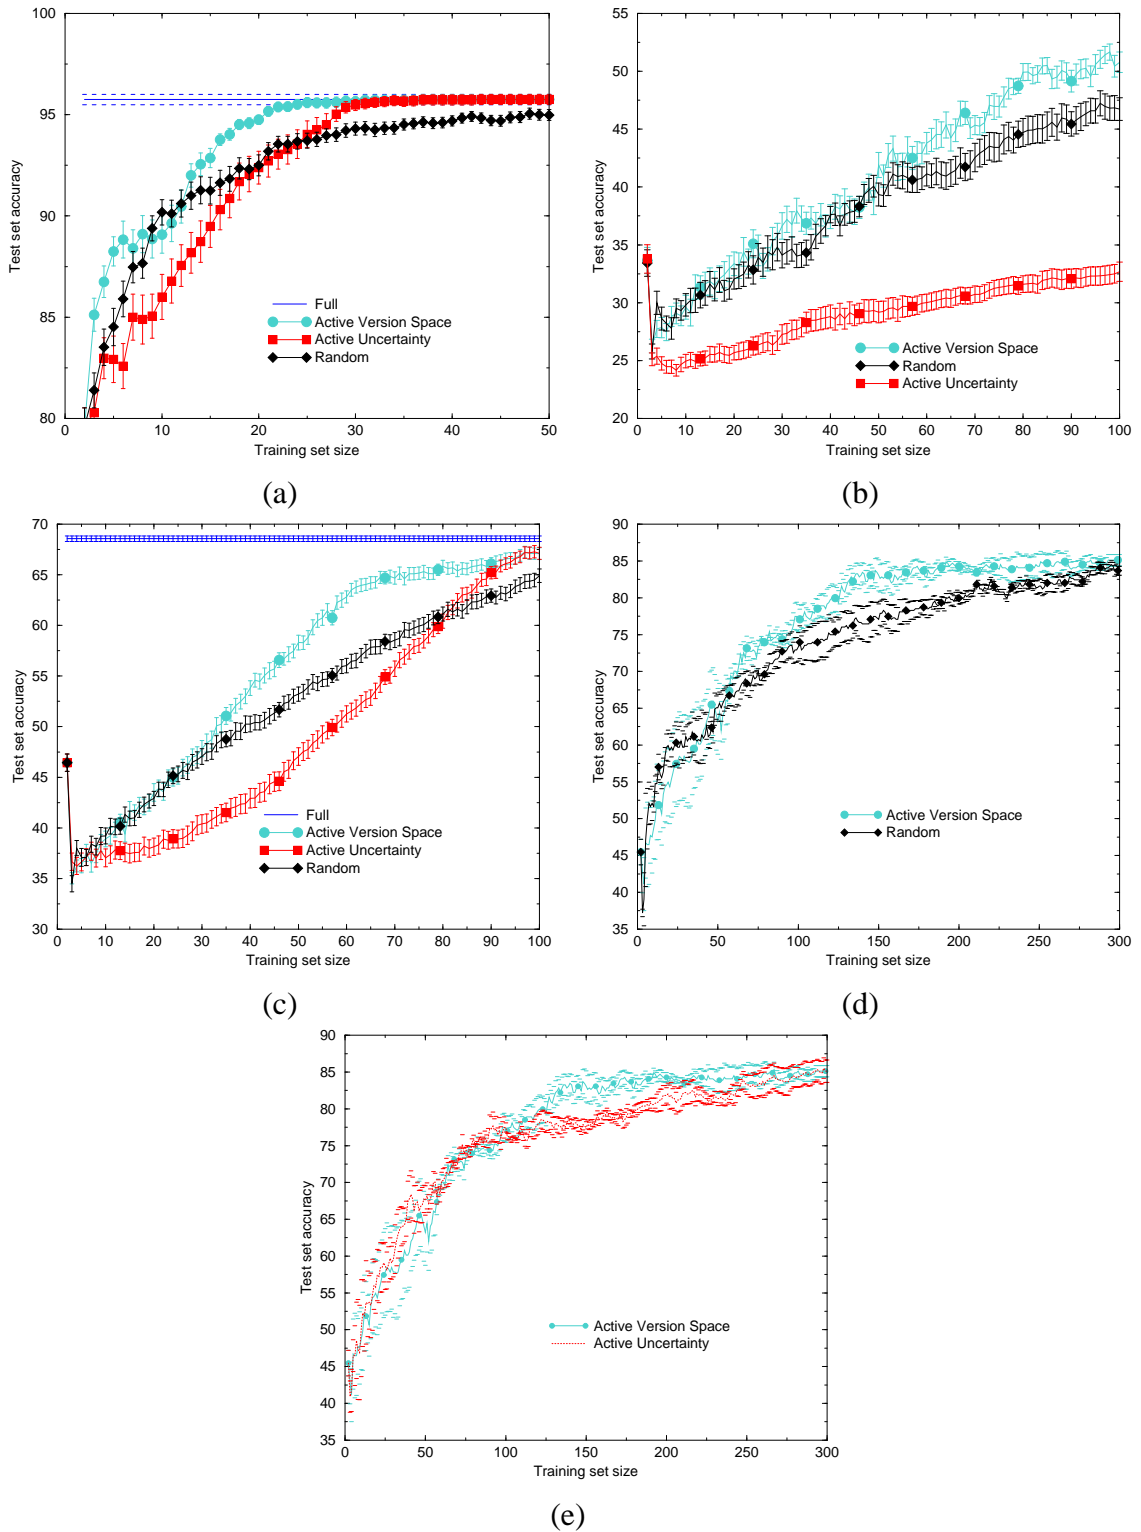 100
95
90
85
80
0
10
20
30
40
50
Test set accuracy
Training set size
Full
Active Version Space
Active Uncertainty
Random
(a)
55
50
45
40
35
30
25
20
0
10
20
30
40
50
60
70
80
90
100
Test set accuracy
Training set size
Active Version Space
Random
Active Uncertainty
(b)
70
65
60
55
50
45
40
35
30
0
10
20
30
40
50
60
70
80
90
100
Test set accuracy
Training set size
Full
Active Version Space
Active Uncertainty
Random
(c)
90
85
80
75
70
65
60
55
50
45
40
35
0
50
100
150
200
250
300
Test set accuracy
Training set size
Active Version Space
Random
(d)
90
85
80
75
70
65
60
55
50
45
40
35
0
50
100
150
200
250
300
Test set accuracy
Training set size
Active Version Space
Active Uncertainty
(e)